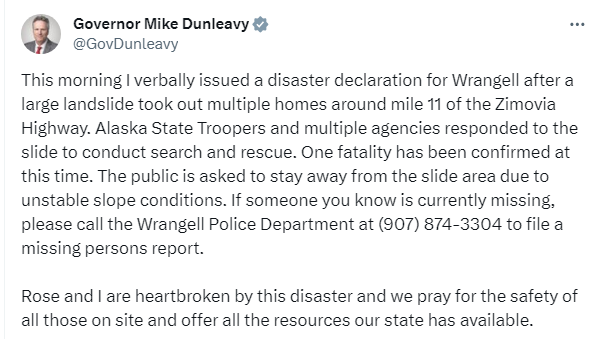 Governor Mike Dunleavy
@GovDunleavy
This morning I verbally issued a disaster declaration for Wrangell after a
large landslide took out multiple homes around mile 11 of the Zimovia
Highway. Alaska State Troopers and multiple agencies responded to the
slide to conduct search and rescue. One fatality has been confirmed at
this time. The public is asked to stay away from the slide area due to
unstable slope conditions. If someone you know is currently missing,
please call the Wrangell Police Department at (907) 874-3304 to file a
missing persons report.
Rose and I are heartbroken by this disaster and we pray for the safety of
all those on site and offer all the resources our state has available.